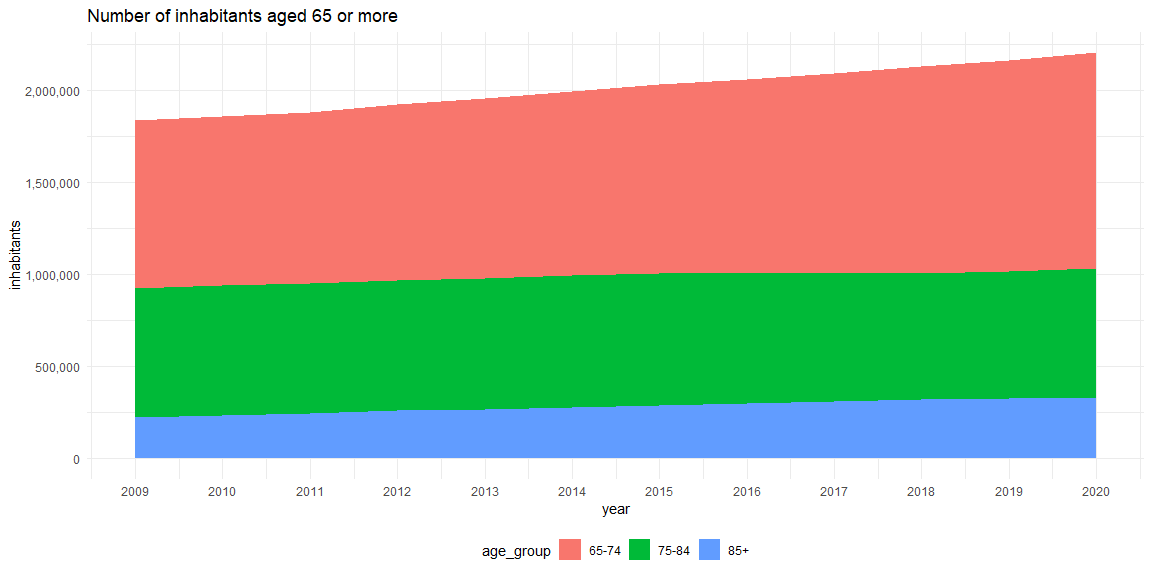 Number of inhabitants aged 65 or more
2,000,000
1,500,000
1,000,000
500,000
0
inhabitants
2009 2010 2011 2012 2013 2014 2015 2016 2017 2018 2019 2020
year
age_group 65-74 75-84 85+